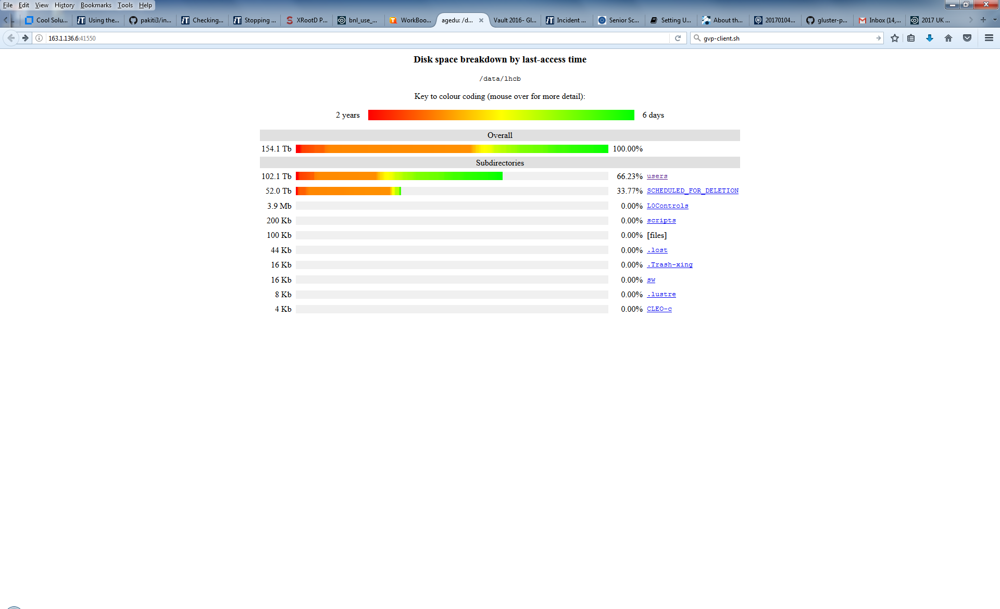 File Edit View History Bookmarks Tools Help
.. Cool Solu... Using the... pakiti3/in... Checking... Stopping ... XRootD P... bnl_use_... WorkBoo... agedu: /d... Vault 2016- Gl... Incident ... Senior Sc... Setting U... About th... 20170104... gluster-p... Inbox (14,... 2017 UK ...
163.1.136.6:41550 gvp-client.sh
Disk space breakdown by last-access time
/data/lhcb
Key to colour coding (mouse over for more detail):
2 years 6 days
Overall
154.1 Tb 100.00%
Subdirectories
102.1 Tb 66.23% users
52.0 Tb 33.77% SCHEDULED_FOR_DELETION
3.9 Mb 0.00% L0Controls
200 Kb 0.00% scripts
100 Kb 0.00% [files]
44 Kb 0.00% .lost
16 Kb 0.00% .Trash-xing
16 Kb 0.00% sw
8 Kb 0.00% .lustre
4 Kb 0.00% CLEO-c